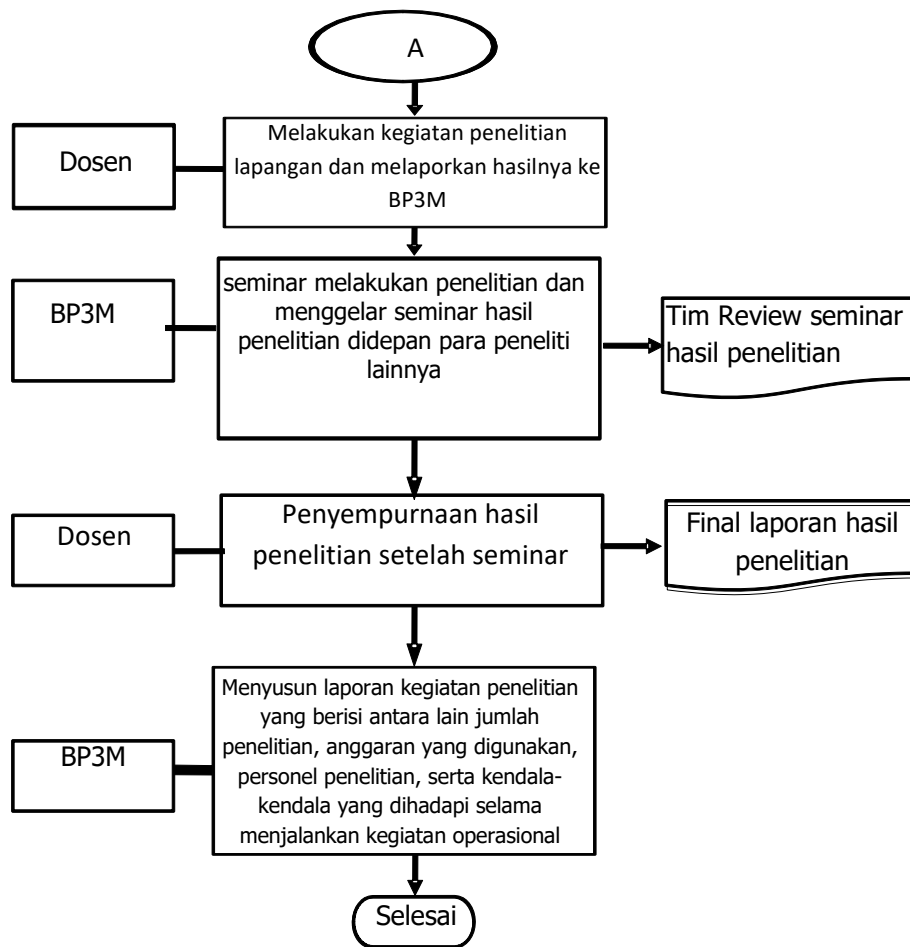 A
Dosen
Melakukan kegiatan penelitian
lapangan dan melaporkan hasilnya ke
BP3M
BP3M
seminar melakukan penelitian dan
menggelar seminar hasil
penelitian didepan para peneliti
lainnya
Tim Review seminar
hasil penelitian
Dosen
Penyempurnaan hasil
penelitian setelah seminar
Final laporan hasil
penelitian
BP3M
Menyusun laporan kegiatan penelitian
yang berisi antara lain jumlah
penelitian, anggaran yang digunakan,
personel penelitian, serta kendala-
kendala yang dihadapi selama
menjalankan kegiatan operasional
Selesai